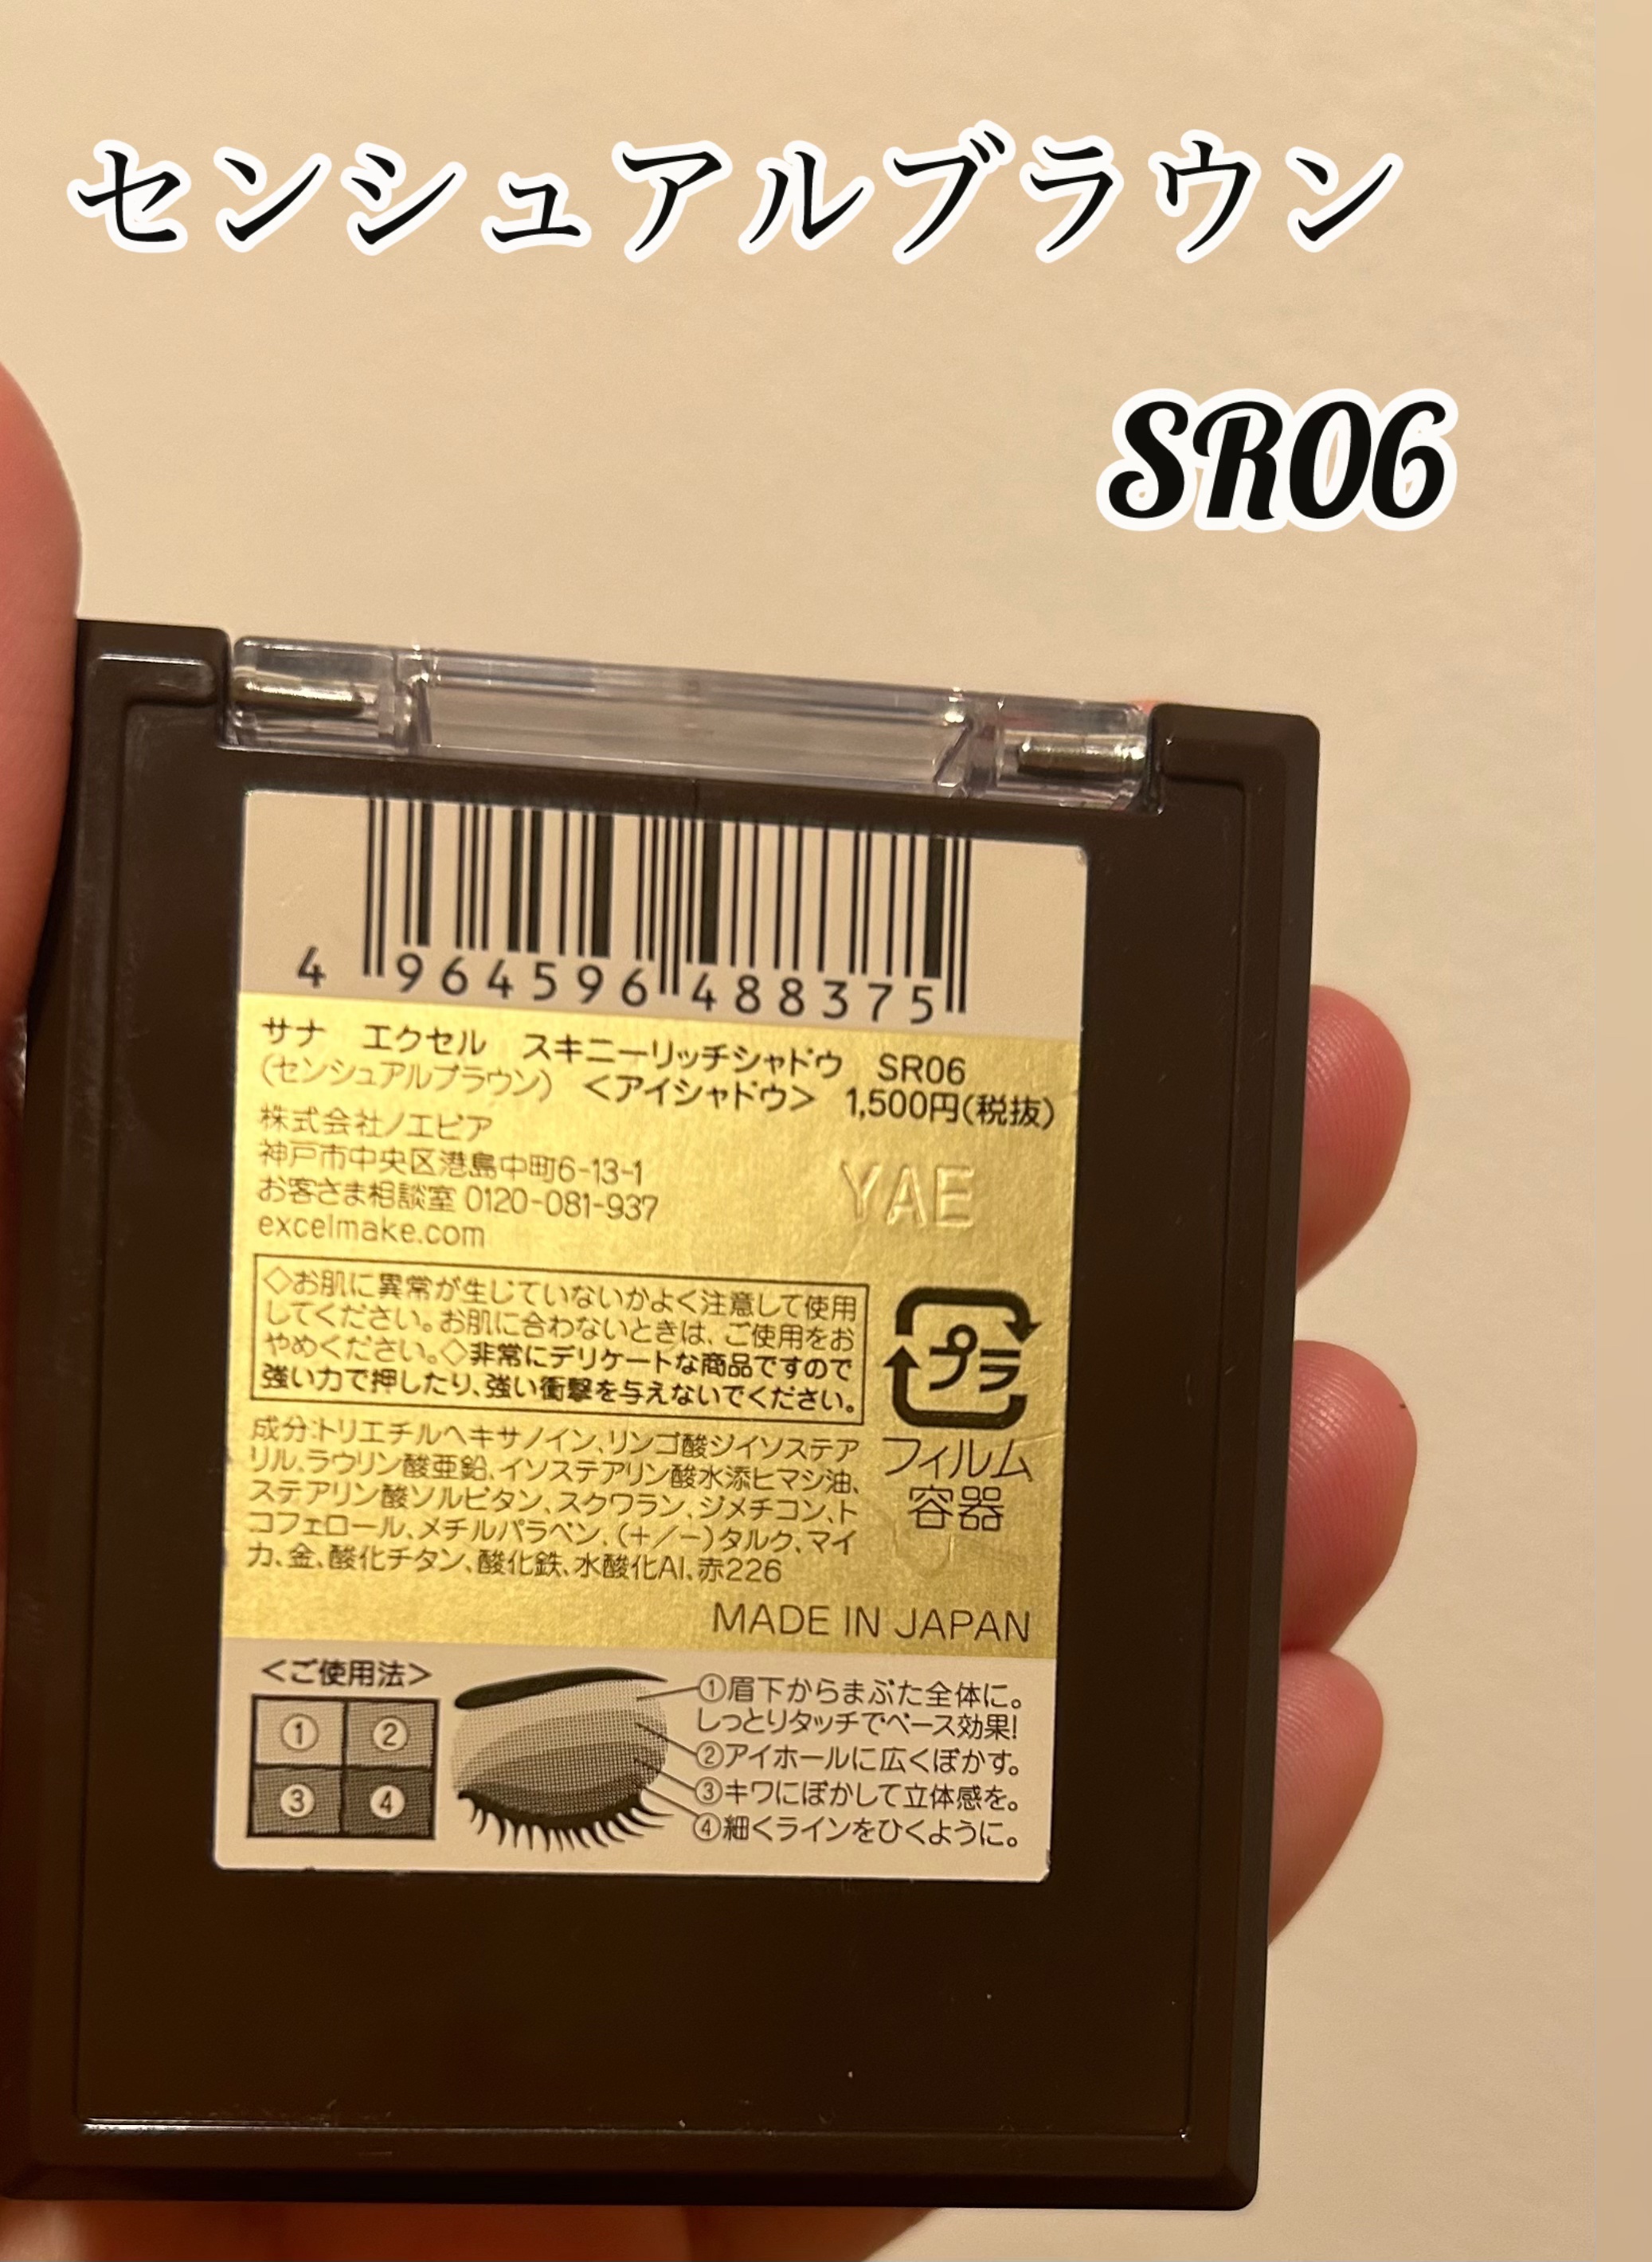 センシュアルブラウン
SR06
4 964596 488375
サナ エクセル スキニーリッチシャドウ SR06
(センシュアルブラウン) <アイシャドウ> 1,500円(税抜)
株式会社ノエビア
神戸市中央区港島中町6-13-1
お客さま相談室 0120-081-937
excelmake.com
YAE
◇お肌に異常が生じていないかよく注意して使用
してください。お肌に合わないときは、ご使用をお
やめください。◇非常にデリケートな商品ですので
強い力で押したり、強い衝撃を与えないでください。
プラ
フィルム
容器
成分:トリエチルヘキサノイン、リンゴ酸ジイソステア
リル、ラウリン酸亜鉛、イソステアリン酸水添ヒマシ油、
ステアリン酸ソルビタン、スクワラン、ジメチコン、ト
コフェロール、メチルパラベン、(+/-)タルク、マイ
カ、金、酸化チタン、酸化鉄、水酸化Al、赤226
MADE IN JAPAN
<ご使用法>
① ②
③ ④
①眉下からまぶた全体に。
しっとりタッチでベース効果!
②アイホールに広くぼかす。
③キワにぼかして立体感を。
④細くラインをひくように。